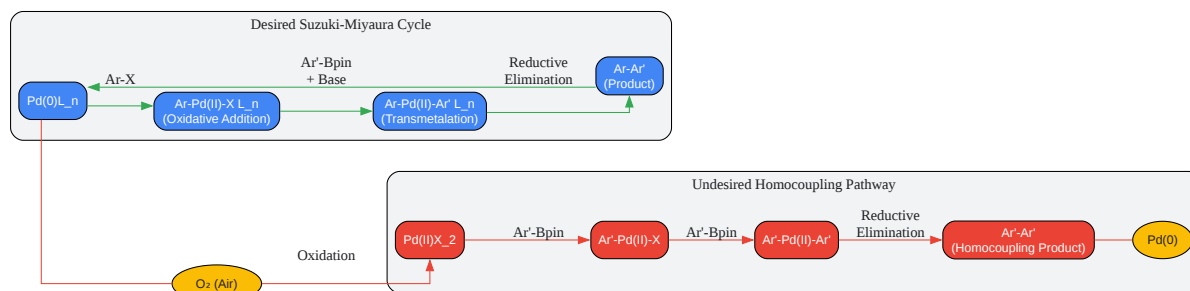 Desired Suzuki-Miyaura Cycle
Ar-X
Ar'-Bpin
+ Base
Reductive
Elimination
Ar-Ar'
(Product)
Pd(0)L_n
Ar-Pd(II)-X L_n
(Oxidative Addition)
Ar-Pd(II)-Ar' L_n
(Transmetalation)
Undesired Homocoupling Pathway
Pd(II)X_2
Ar'-Bpin
Ar'-Pd(II)-X
Ar'-Bpin
Ar'-Pd(II)-Ar'
Reductive
Elimination
Ar'-Ar'
(Homocoupling Product)
Pd(0)
Oxidation
O₂ (Air)